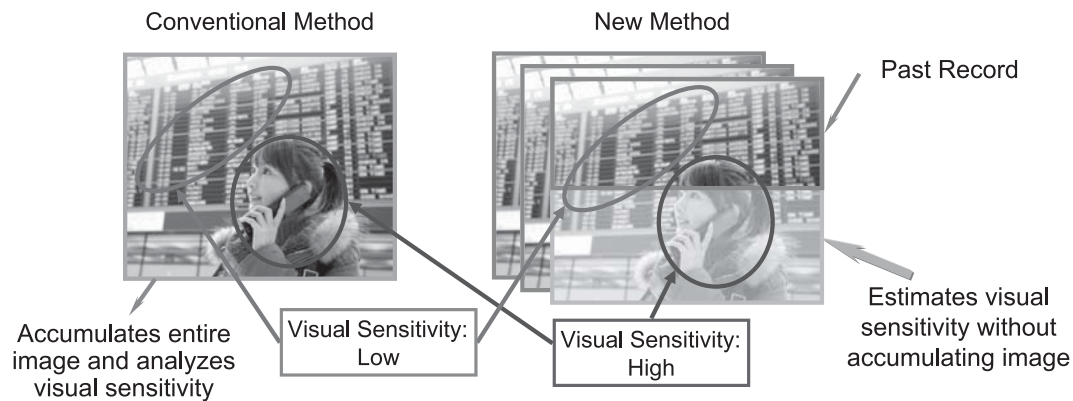 Conventional Method
New Method
Past Record
Accumulates entire
image and analyzes
visual sensitivity
Visual Sensitivity:
Low
Visual Sensitivity:
High
Estimates visual
sensitivity without
accumulating image